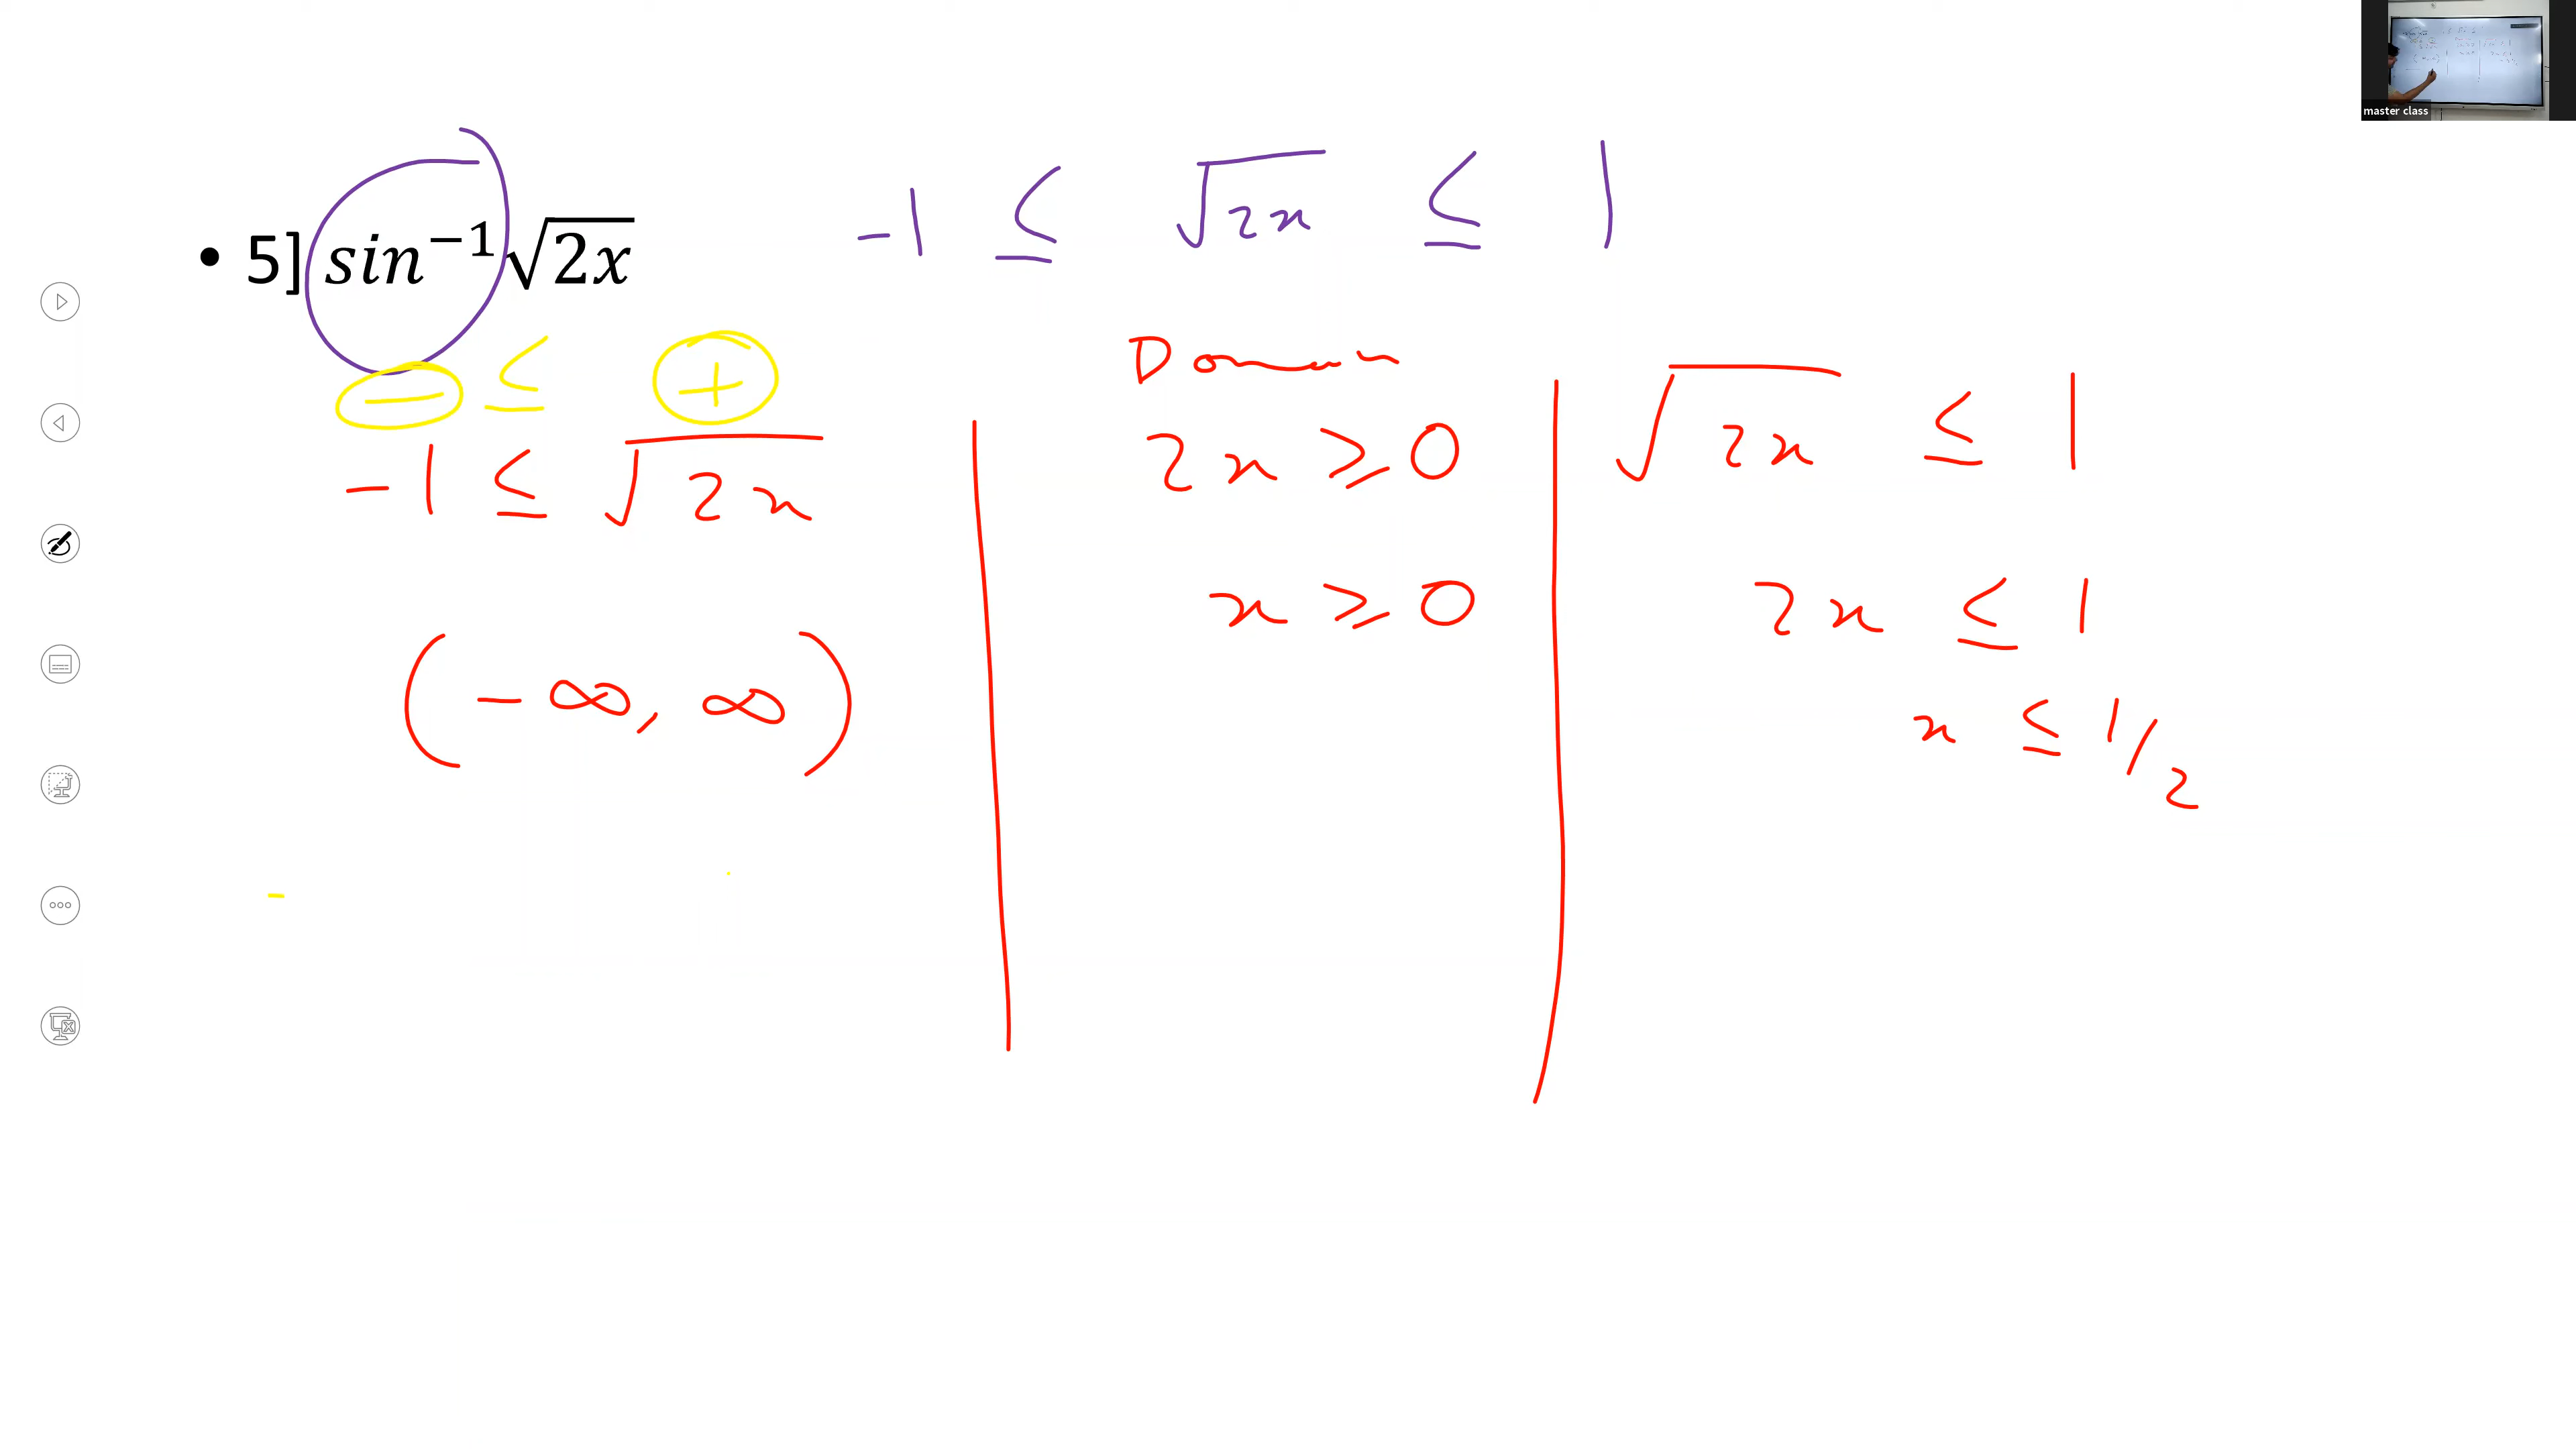 • 5] sin⁻¹√2x
-1 ≤ √2x ≤ 1
- ≤ +
-1 ≤ √2x
(-∞, ∞)
Domain
2x ≥ 0
x ≥ 0
√2x ≤ 1
2x ≤ 1
x ≤ 1/2
master class